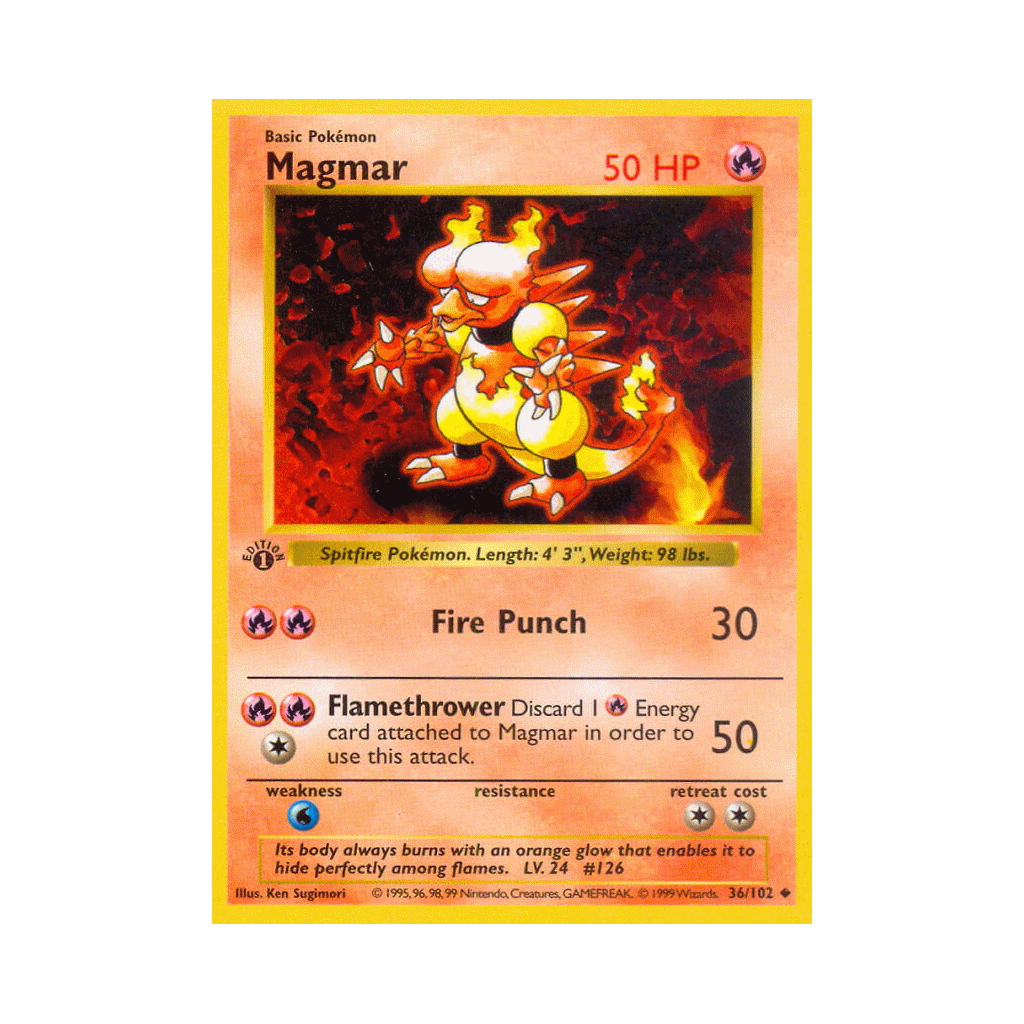 Basic Pokémon
Magmar 50 HP
EDITION 1
Spitfire Pokémon. Length: 4' 3", Weight: 98 lbs.
Fire Punch 30
Flamethrower Discard 1 Energy
card attached to Magmar in order to
use this attack.
50
weakness resistance retreat cost
Its body always burns with an orange glow that enables it to
hide perfectly among flames. LV. 24 #126
Illus. Ken Sugimori © 1995, 96, 98, 99 Nintendo, Creatures, GAMEFREAK. © 1999 Wizards. 36/102